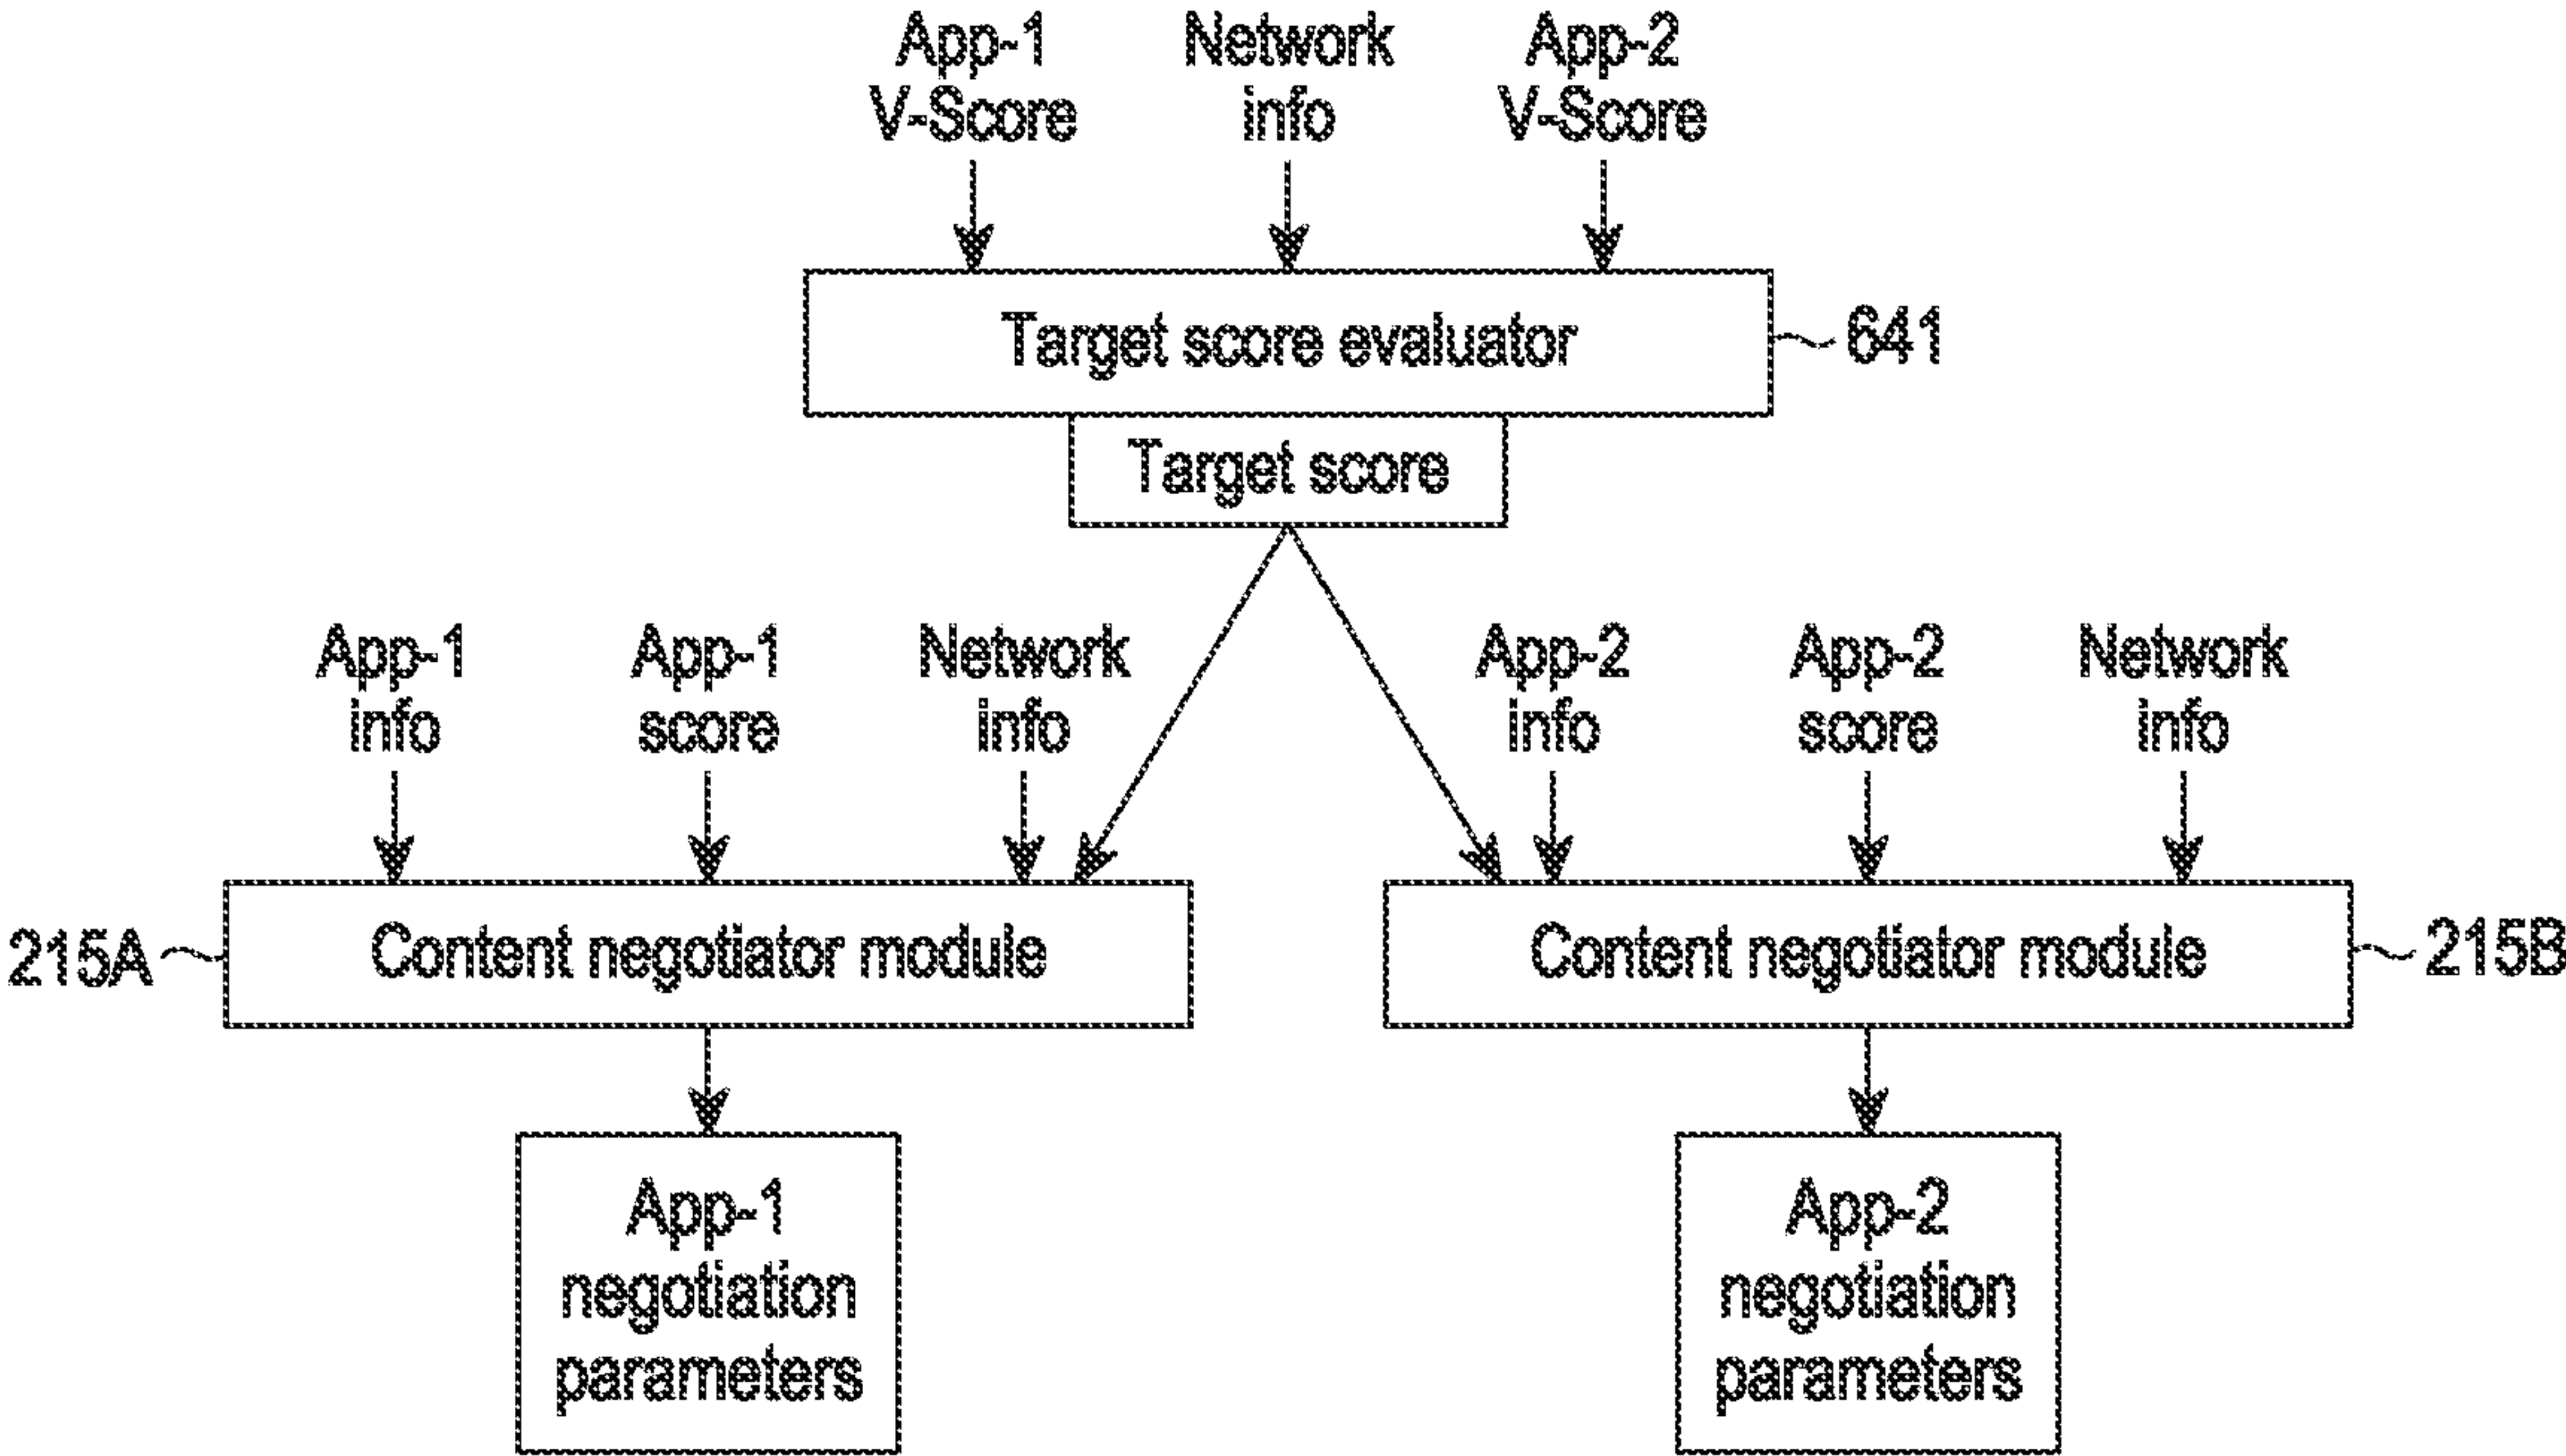 App-1
V-Score
Network
info
App-2
V-Score
Target score evaluator
641
Target score
App-1
info
App-1
score
Network
info
App-2
info
App-2
score
Network
info
215A
Content negotiator module
Content negotiator module
215B
App-1
negotiation
parameters
App-2
negotiation
parameters